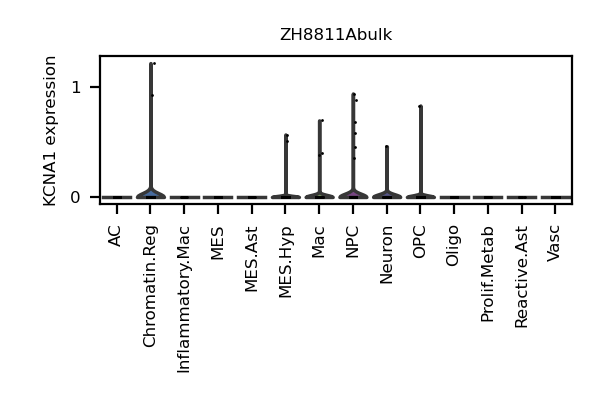 ZH8811Abulk
KCNA1 expression
1
0
AC
Chromatin.Reg
Inflammatory.Mac
MES
MES.Ast
MES.Hyp
Mac
NPC
Neuron
OPC
Oligo
Prolif.Metab
Reactive.Ast
Vasc